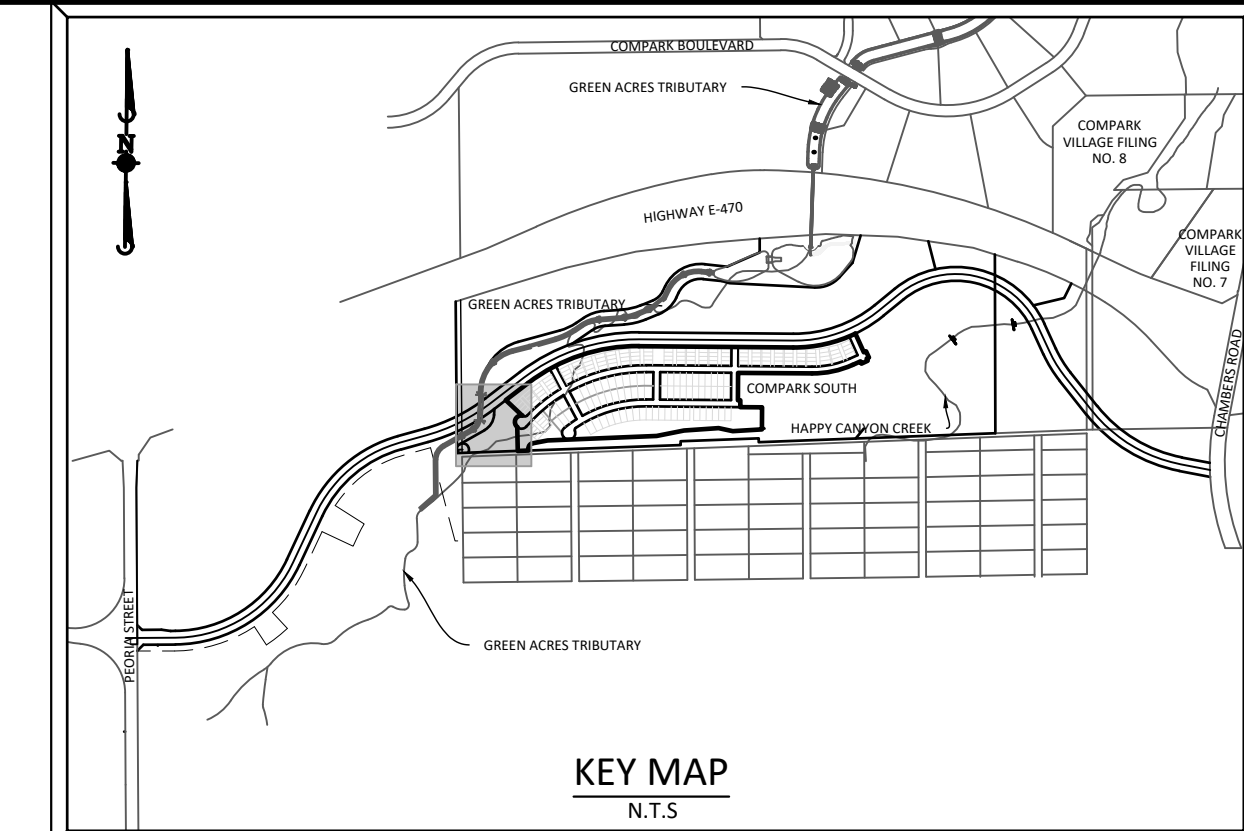 COMPARK BOULEVARD
GREEN ACRES TRIBUTARY
N
COMPARK
VILLAGE FILING
NO. 8
HIGHWAY E-470
COMPARK
VILLAGE
FILING
NO. 7
GREEN ACRES TRIBUTARY
COMPARK SOUTH
HAPPY CANYON CREEK
CHAMBERS ROAD
PEORIA STREET
GREEN ACRES TRIBUTARY
KEY MAP
N.T.S